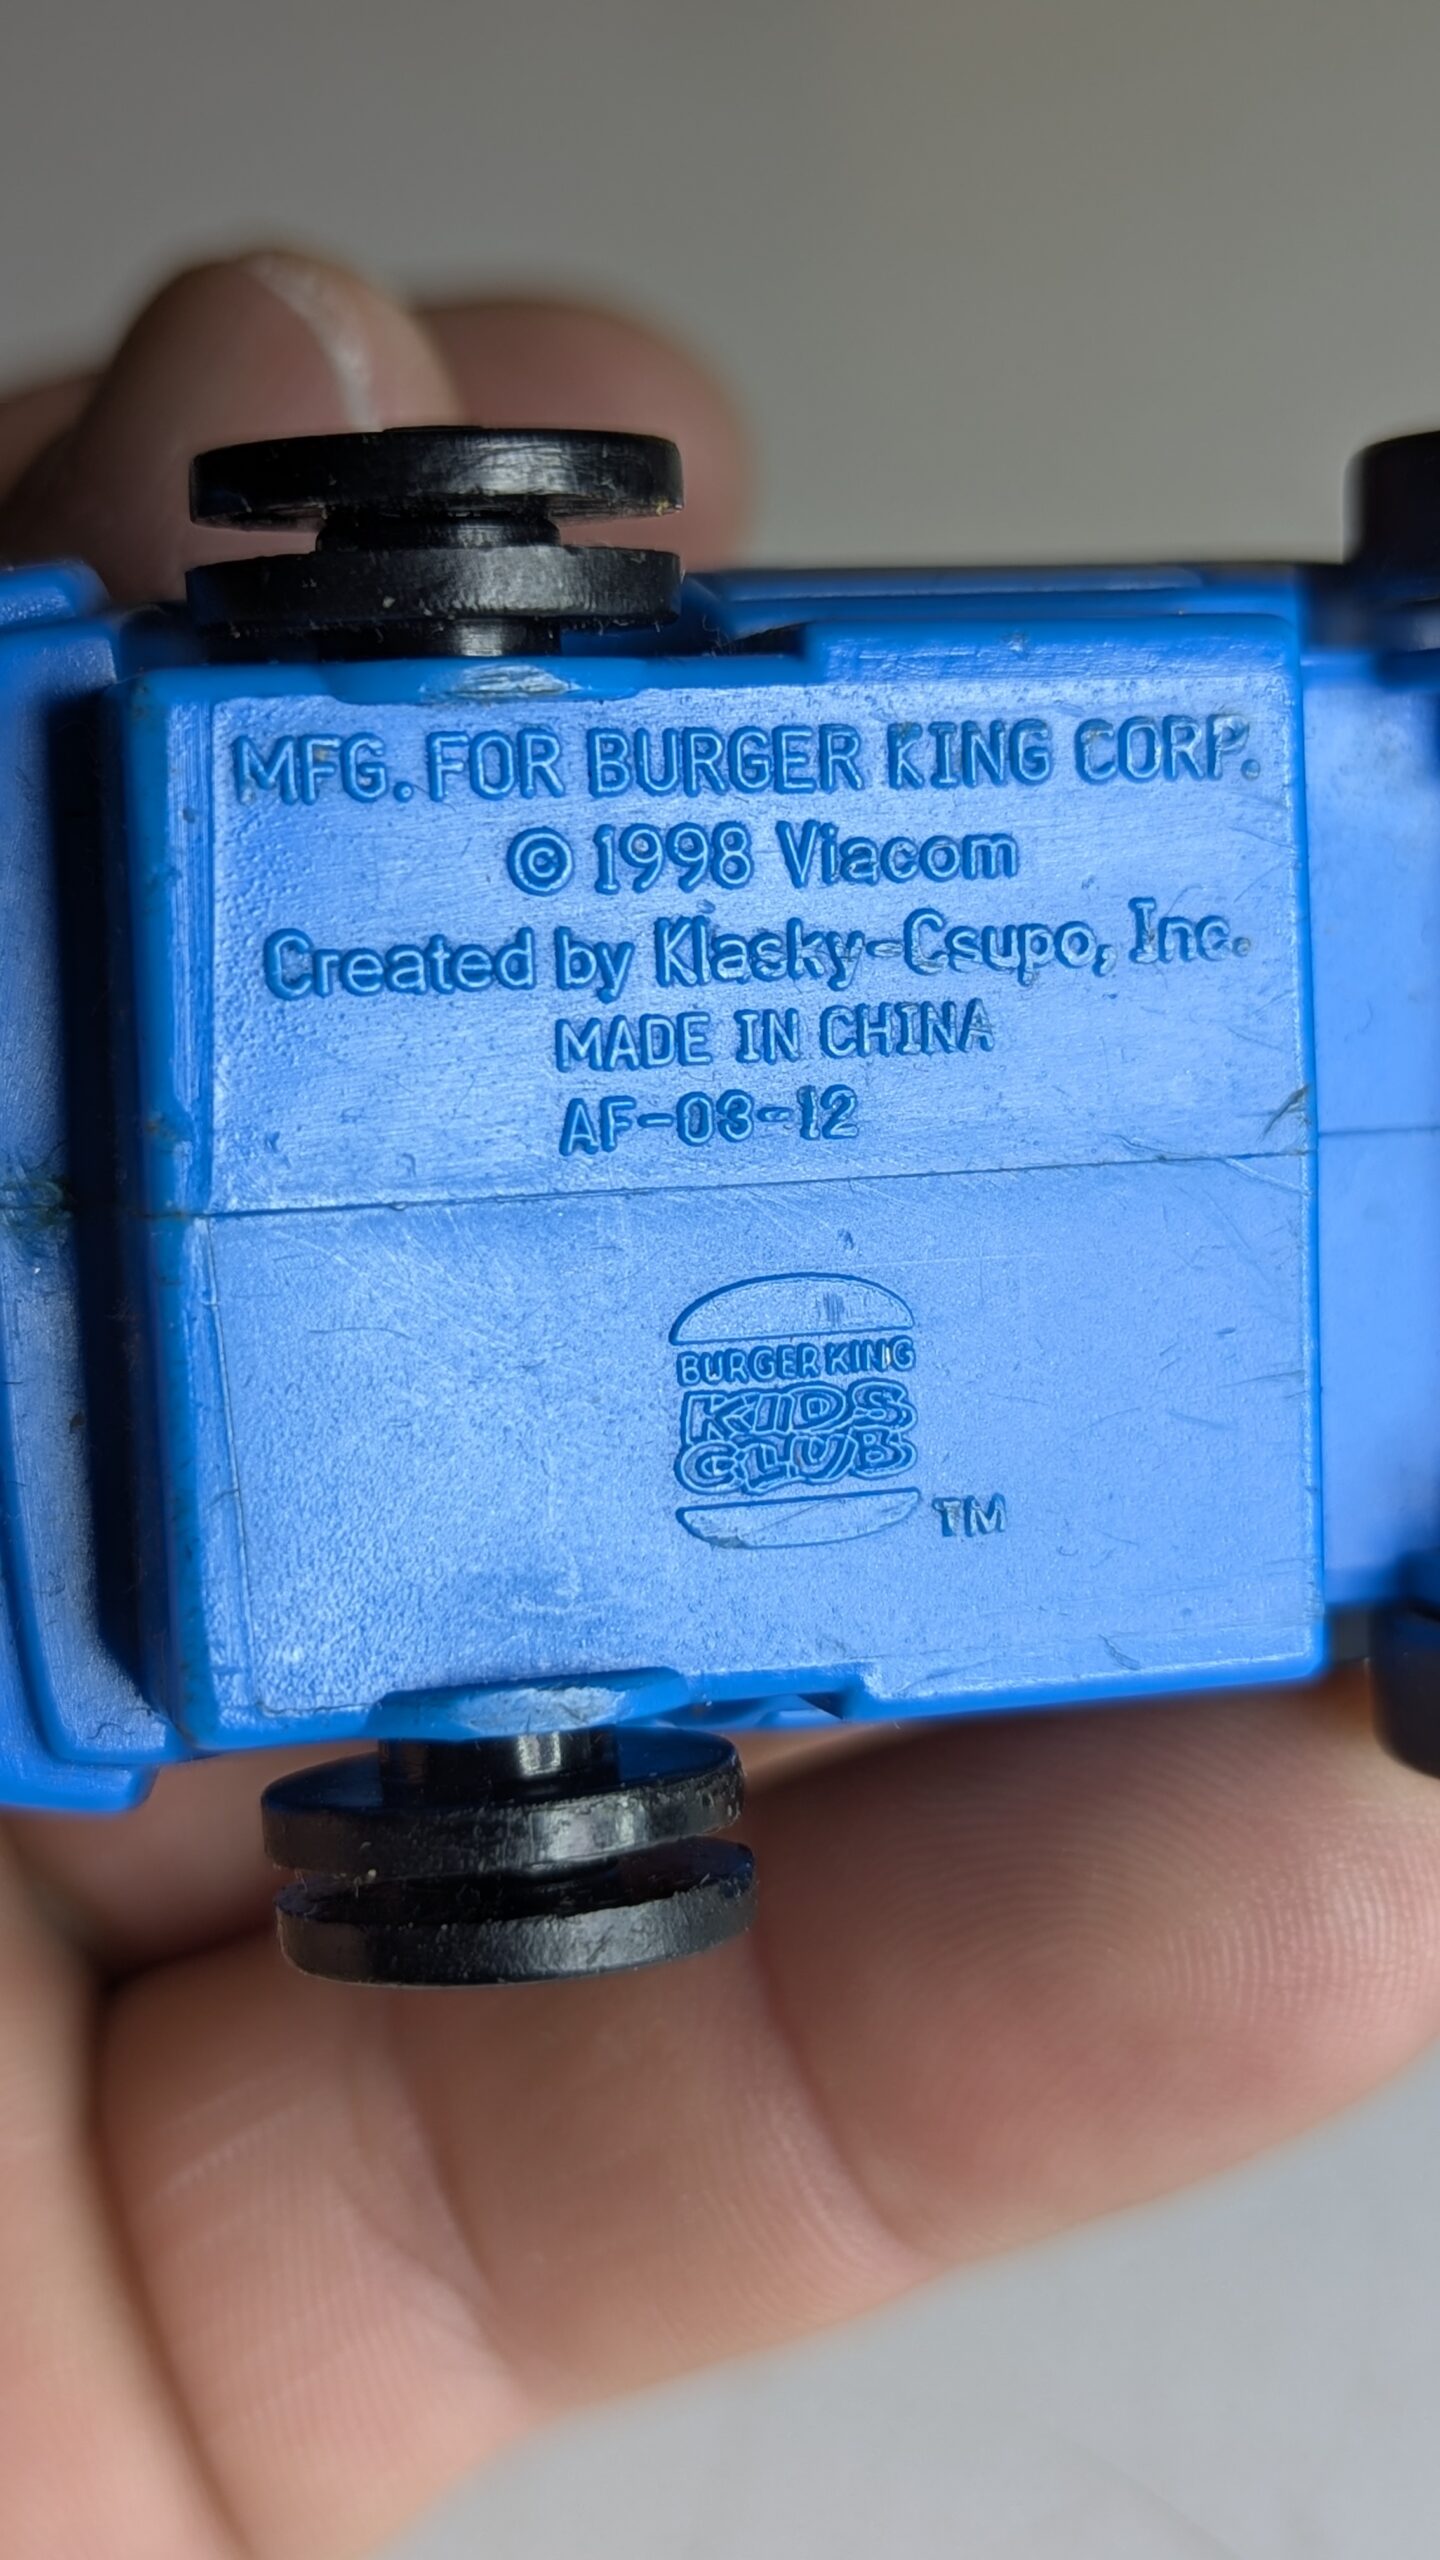 MFG. FOR BURGER KING CORP.
© 1998 Viacom
Created by Klasky-Csupo, Inc.
MADE IN CHINA
AF-03-12
BURGER KING
KIDS
CLUB
TM